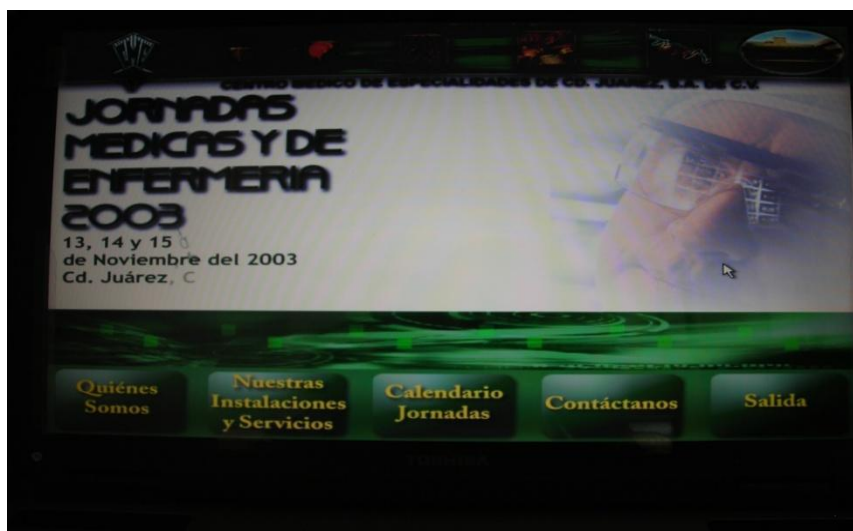 CENTRO MEDICO DE ESPECIALIDADES DE CD. JUAREZ, S.A. DE C.V.
JORNADAS
MEDICAS Y DE
ENFERMERIA
2003
13, 14 y 15 d
de Noviembre del 2003
Cd. Juárez, C
Quiénes
Somos
Nuestras
Instalaciones
y Servicios
Calendario
Jornadas
Contáctanos
Salida
TOSHIBA